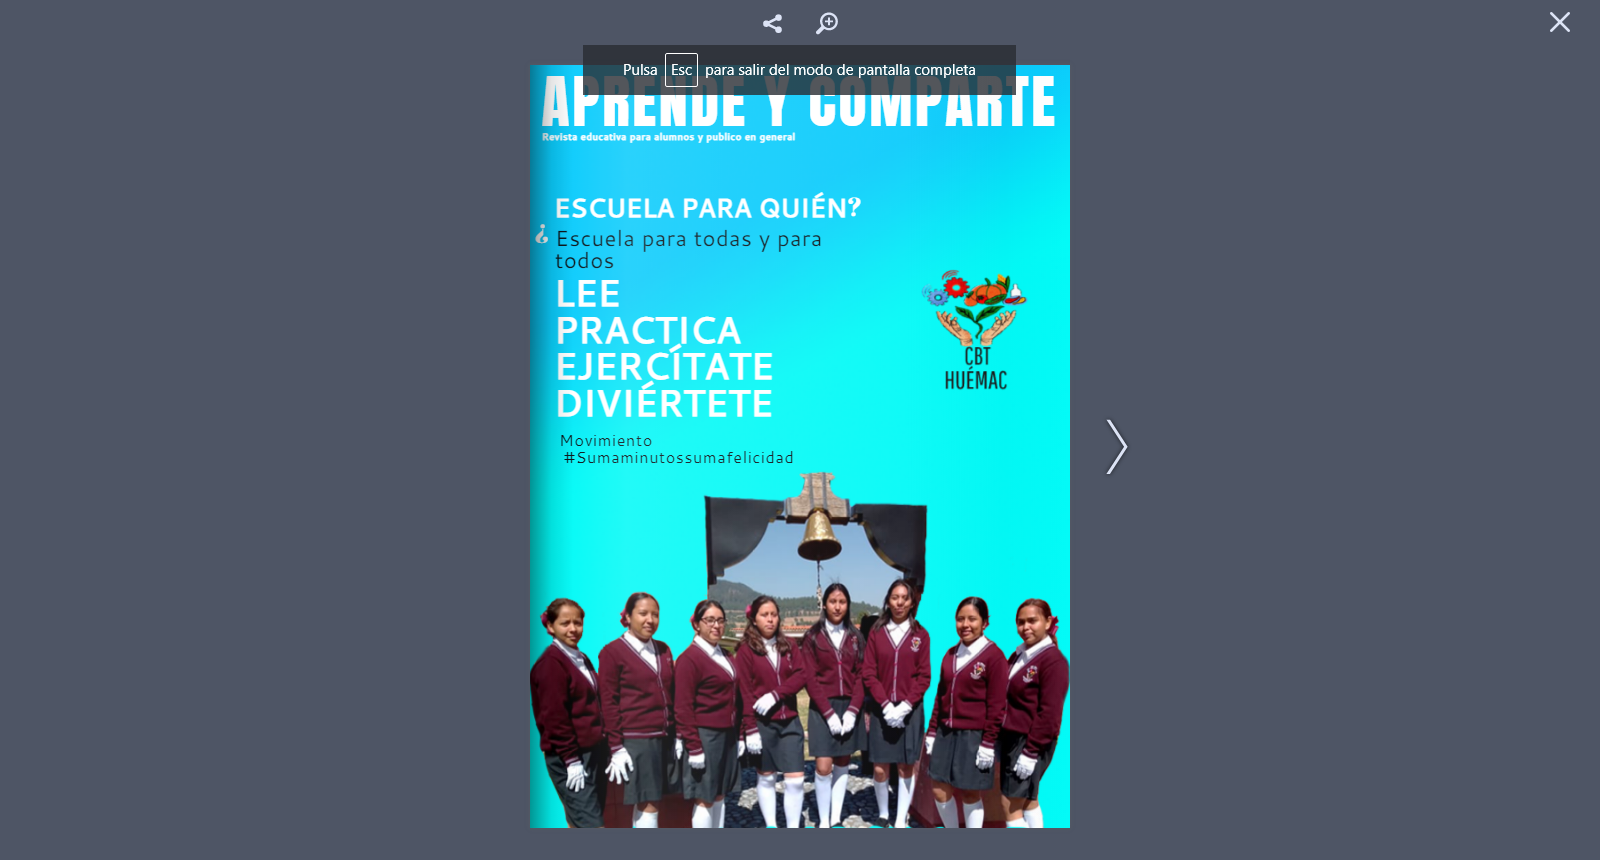 Pulsa Esc para salir del modo de pantalla completa
APRENDE Y COMPARTE
Revista educativa para alumnos y publico en general
ESCUELA PARA QUIÉN?
¿ Escuela para todas y para
todos
LEE
PRACTICA
EJERCÍTATE
DIVIÉRTETE
CBT
HUÉMAC
Movimiento
#Sumaminutossumafelicidad